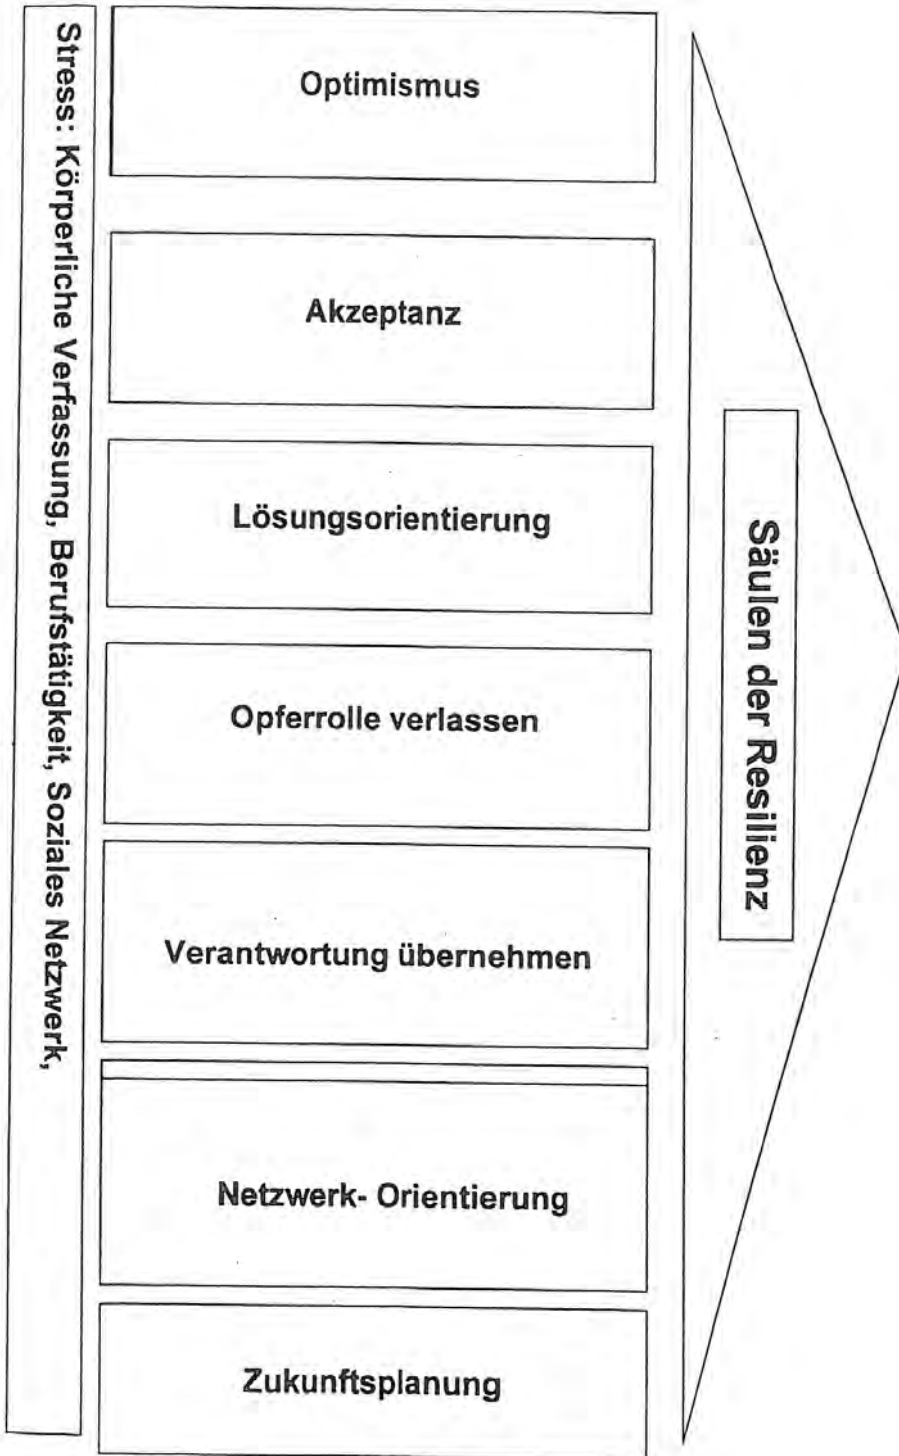 Säulen der Resilienz
Optimismus
Akzeptanz
Lösungsorientierung
Opferrolle verlassen
Verantwortung übernehmen
Netzwerk- Orientierung
Zukunftsplanung
Stress: Körperliche Verfassung, Berufstätigkeit, Soziales Netzwerk,